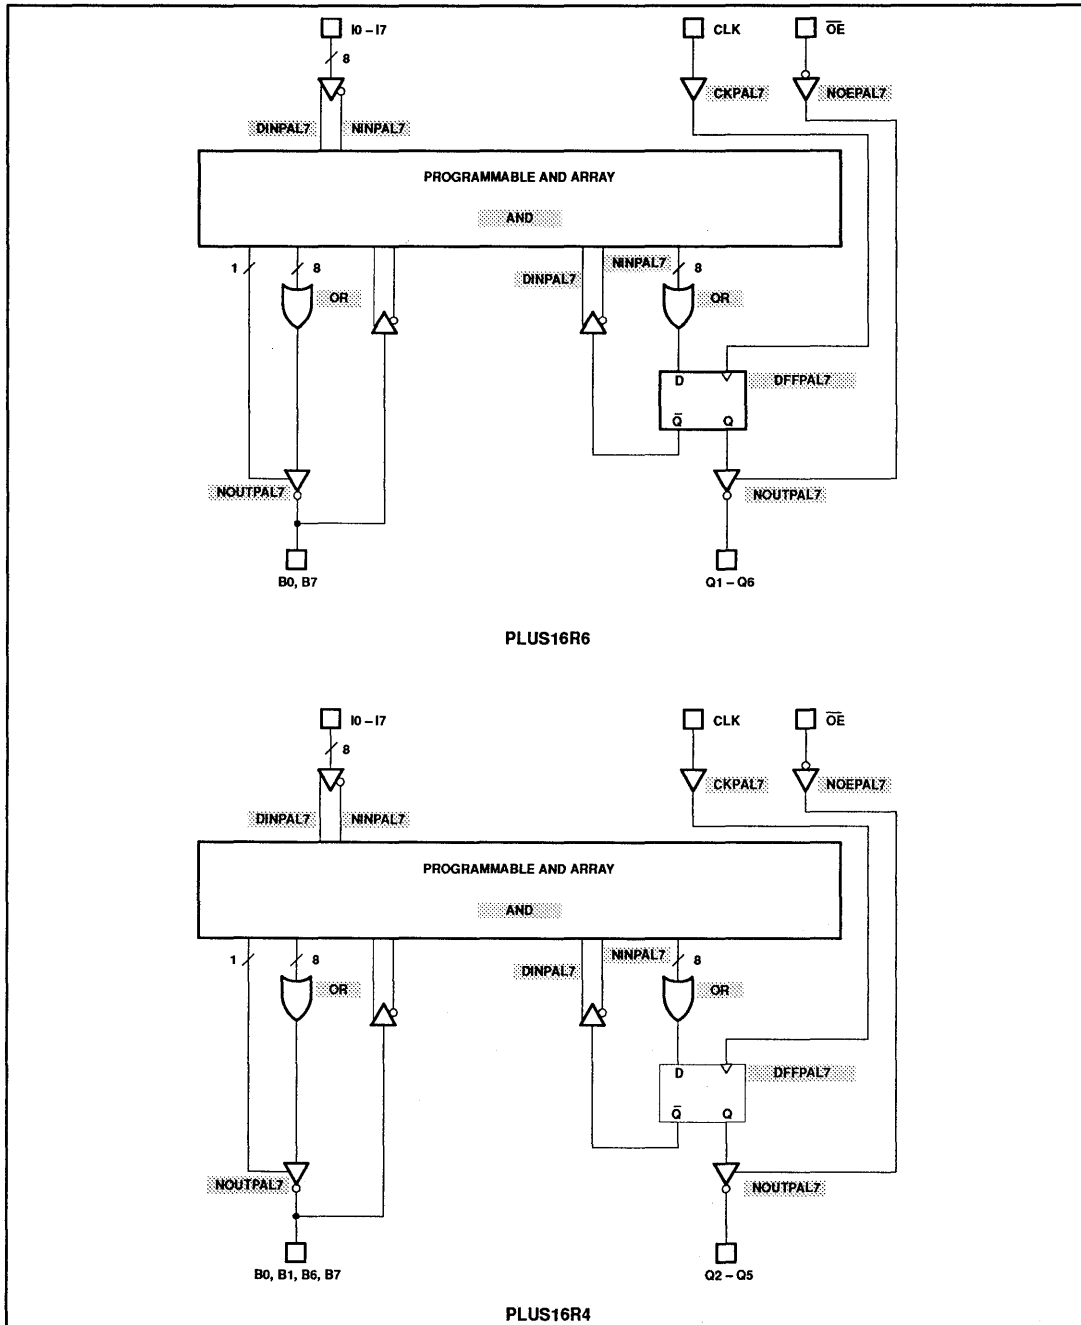 I0 – I7
CLK
O̅E̅
8
CKPAL7
NOEPAL7
DINPAL7
NINPAL7
PROGRAMMABLE AND ARRAY
AND
1
8
OR
DINPAL7
NINPAL7
8
OR
D
DFFPAL7
Q̅
Q
NOUTPAL7
NOUTPAL7
B0, B7
Q1 – Q6
PLUS16R6
I0 – I7
CLK
O̅E̅
8
CKPAL7
NOEPAL7
DINPAL7
NINPAL7
PROGRAMMABLE AND ARRAY
AND
1
8
OR
DINPAL7
NINPAL7
8
OR
D
DFFPAL7
Q̅
Q
NOUTPAL7
NOUTPAL7
B0, B1, B6, B7
Q2 – Q5
PLUS16R4